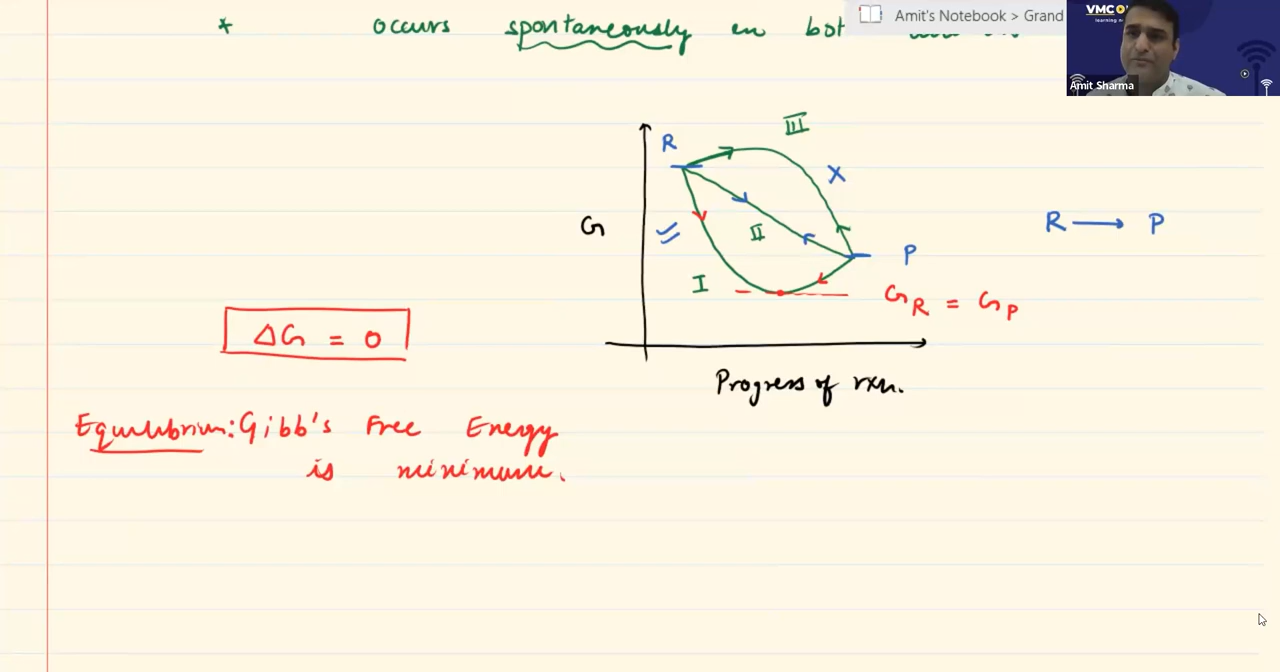 Amit's Notebook > Grand
VMC
Amit Sharma
* occurs spontaneously in
III
R
X
G
II
R → P
P
I
G_R = G_P
ΔG = 0
Progress of rxn.
Equilibrium: Gibb's Free Energy
is minimum.